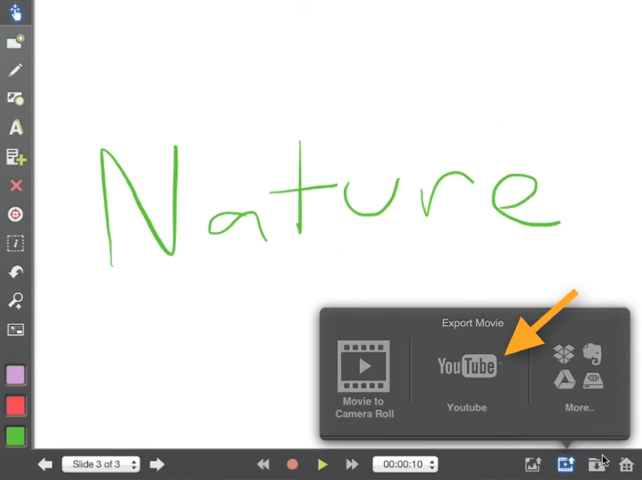 A
Nature
Export Movie
YouTube
Movie to
Camera Roll
Youtube
More..
Slide 3 of 3
00:00:10